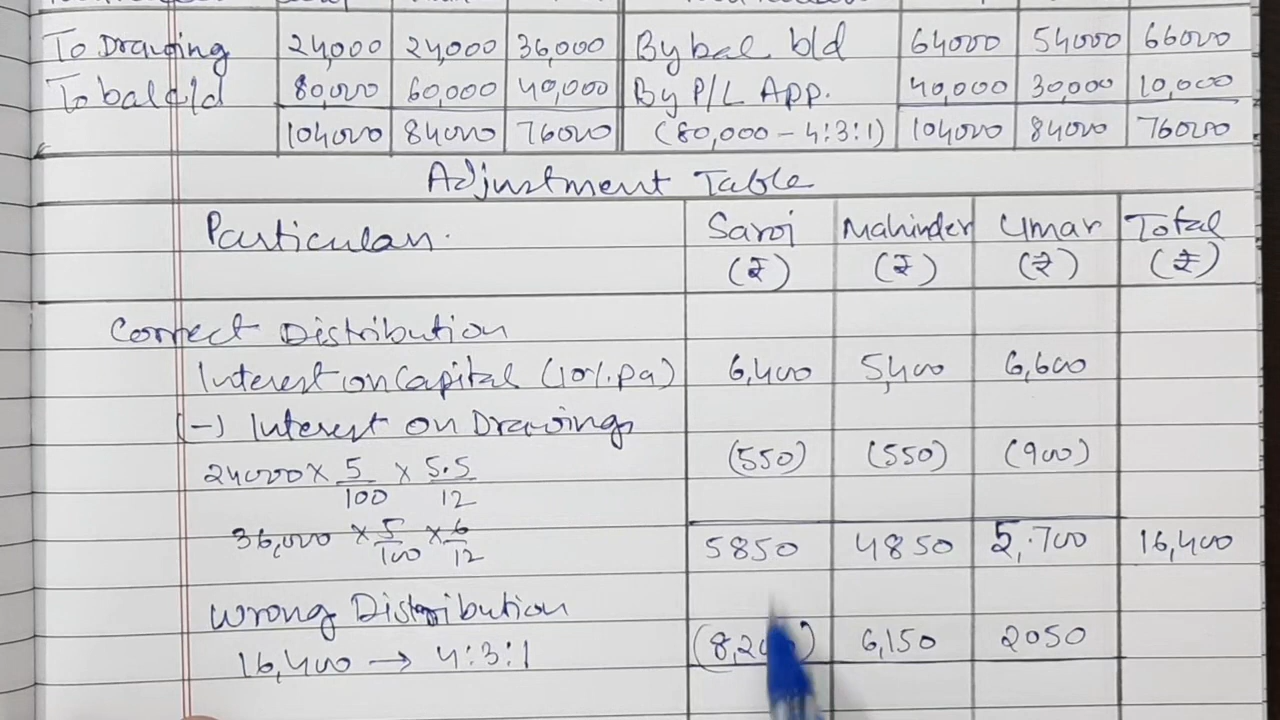 To Drawing 24,000 24,000 36,000 By bal b/d 64000 54000 66000
To bal c/d 80,000 60,000 40,000 By P/L App. 40,000 30,000 10,000
104000 84000 76000 (80,000 - 4:3:1) 104000 84000 76000
Adjustment Table
Particulars. Saroj Mahinder Umar Total
(₹) (₹) (₹) (₹)
Correct Distribution
Interest on Capital (10%.pa) 6,400 5,400 6,600
(-) Interest on Drawings
24000 × 5/100 × 5.5/12 (550) (550) (900)
36,000 × 5/100 × 6/12 5850 4850 5,700 16,400
Wrong Distribution
16,400 → 4:3:1 (8,200) 6,150 2050